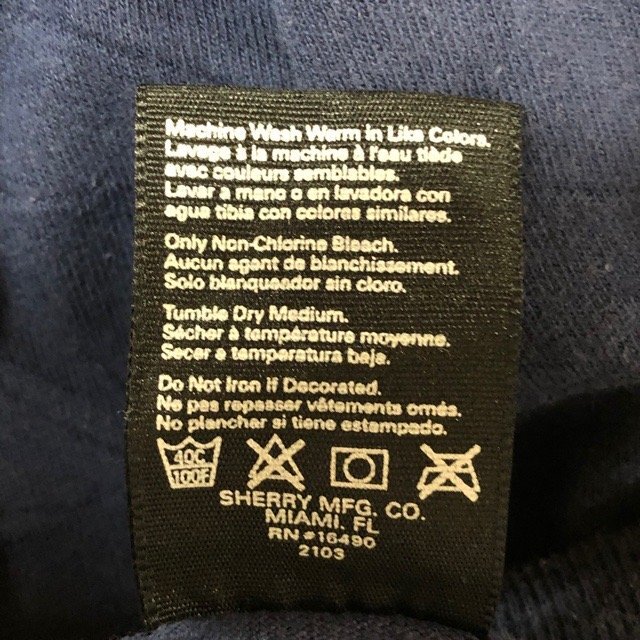 Machine Wash Warm in Like Colors.
Lavage à la machine à l'eau tiède
avec couleurs semblables.
Lavar a mano o en lavadora con
agua tibia con colores similares.
Only Non-Chlorine Bleach.
Aucun agent de blanchissement.
Solo blanqueador sin cloro.
Tumble Dry Medium.
Sécher à température moyenne.
Secar a temperatura baja.
Do Not Iron if Decorated.
Ne pas repasser vêtements ornés.
No planchar si tiene estampado.
40C
100F
SHERRY MFG. CO.
MIAMI, FL
RN #16490
2103